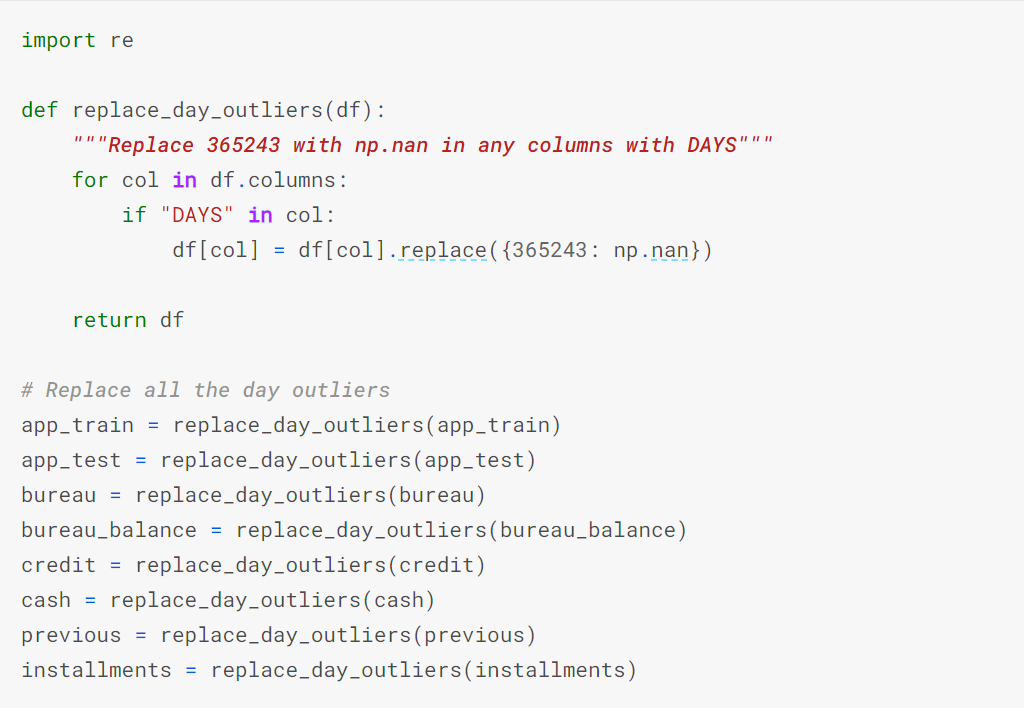 import re
def replace_day_outliers(df):
    """Replace 365243 with np.nan in any columns with DAYS"""
    for col in df.columns:
        if "DAYS" in col:
            df[col] = df[col].replace({365243: np.nan})
    return df
# Replace all the day outliers
app_train = replace_day_outliers(app_train)
app_test = replace_day_outliers(app_test)
bureau = replace_day_outliers(bureau)
bureau_balance = replace_day_outliers(bureau_balance)
credit = replace_day_outliers(credit)
cash = replace_day_outliers(cash)
previous = replace_day_outliers(previous)
installments = replace_day_outliers(installments)